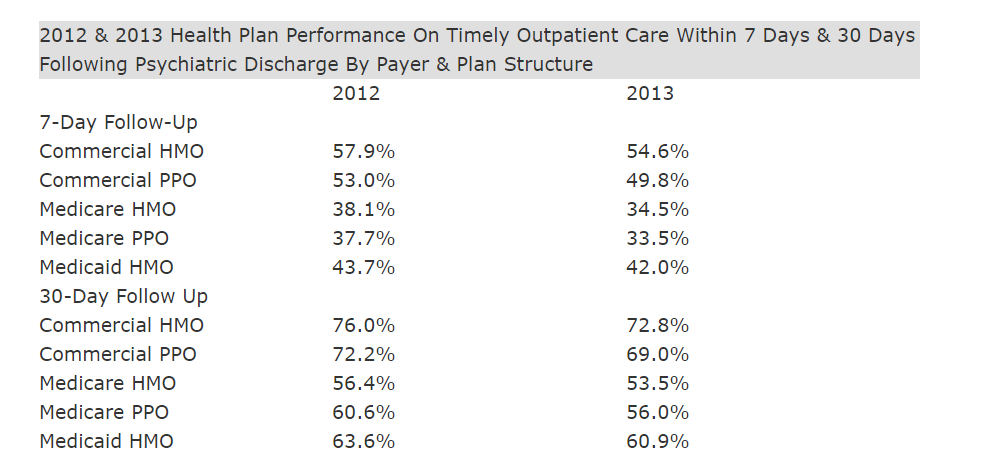 2012 & 2013 Health Plan Performance On Timely Outpatient Care Within 7 Days & 30 Days
Following Psychiatric Discharge By Payer & Plan Structure
2012 2013
7-Day Follow-Up
Commercial HMO 57.9% 54.6%
Commercial PPO 53.0% 49.8%
Medicare HMO 38.1% 34.5%
Medicare PPO 37.7% 33.5%
Medicaid HMO 43.7% 42.0%
30-Day Follow Up
Commercial HMO 76.0% 72.8%
Commercial PPO 72.2% 69.0%
Medicare HMO 56.4% 53.5%
Medicare PPO 60.6% 56.0%
Medicaid HMO 63.6% 60.9%